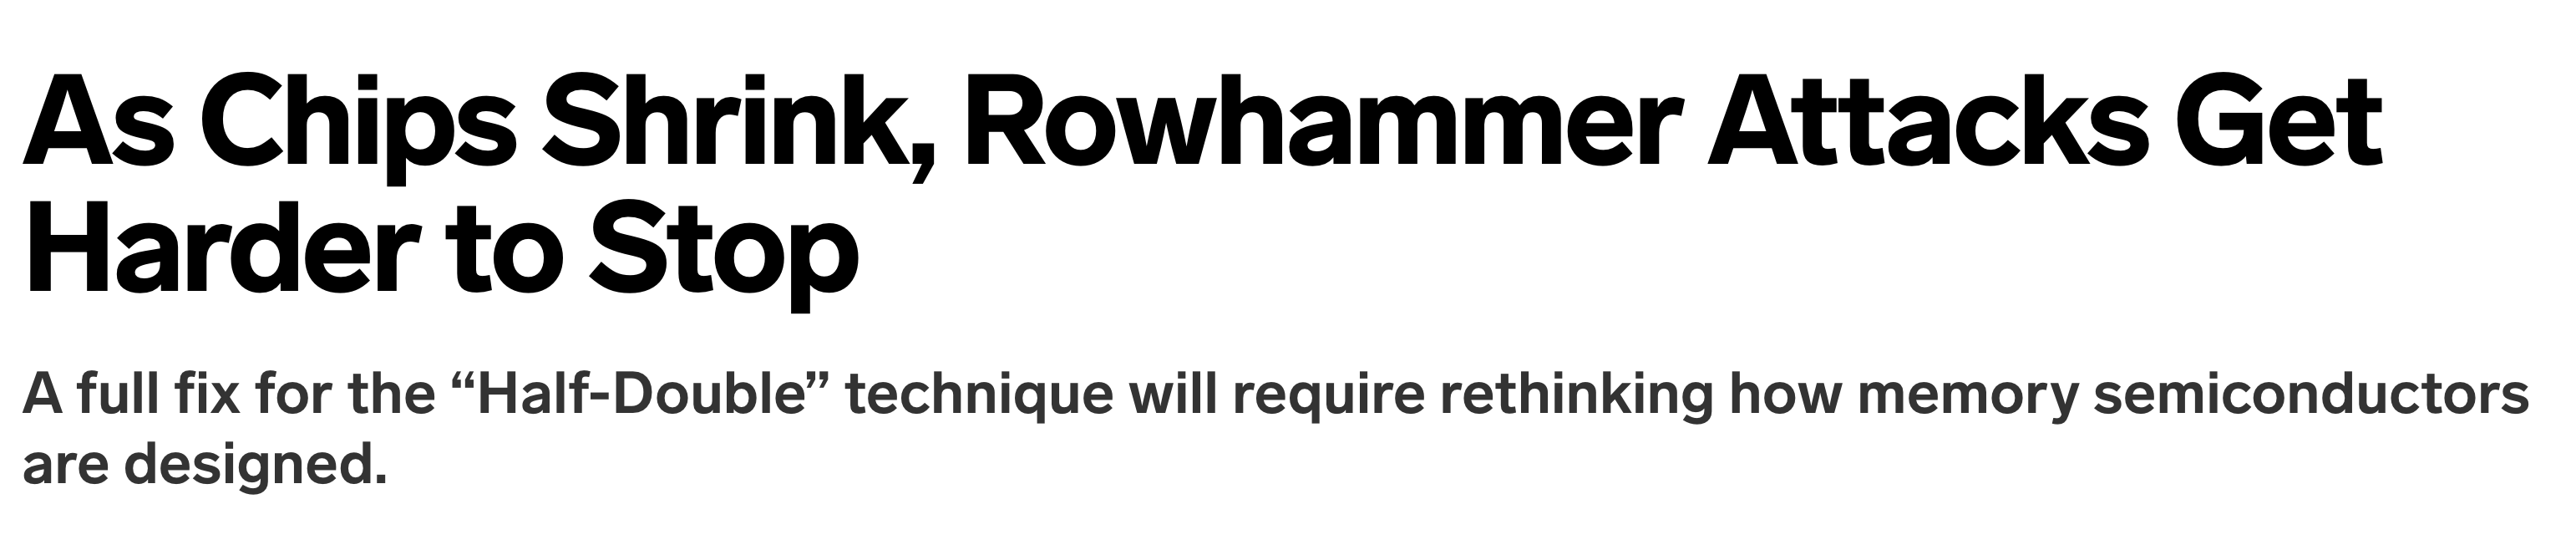 As Chips Shrink, Rowhammer Attacks Get
Harder to Stop
A full fix for the “Half-Double” technique will require rethinking how memory semiconductors
are designed.